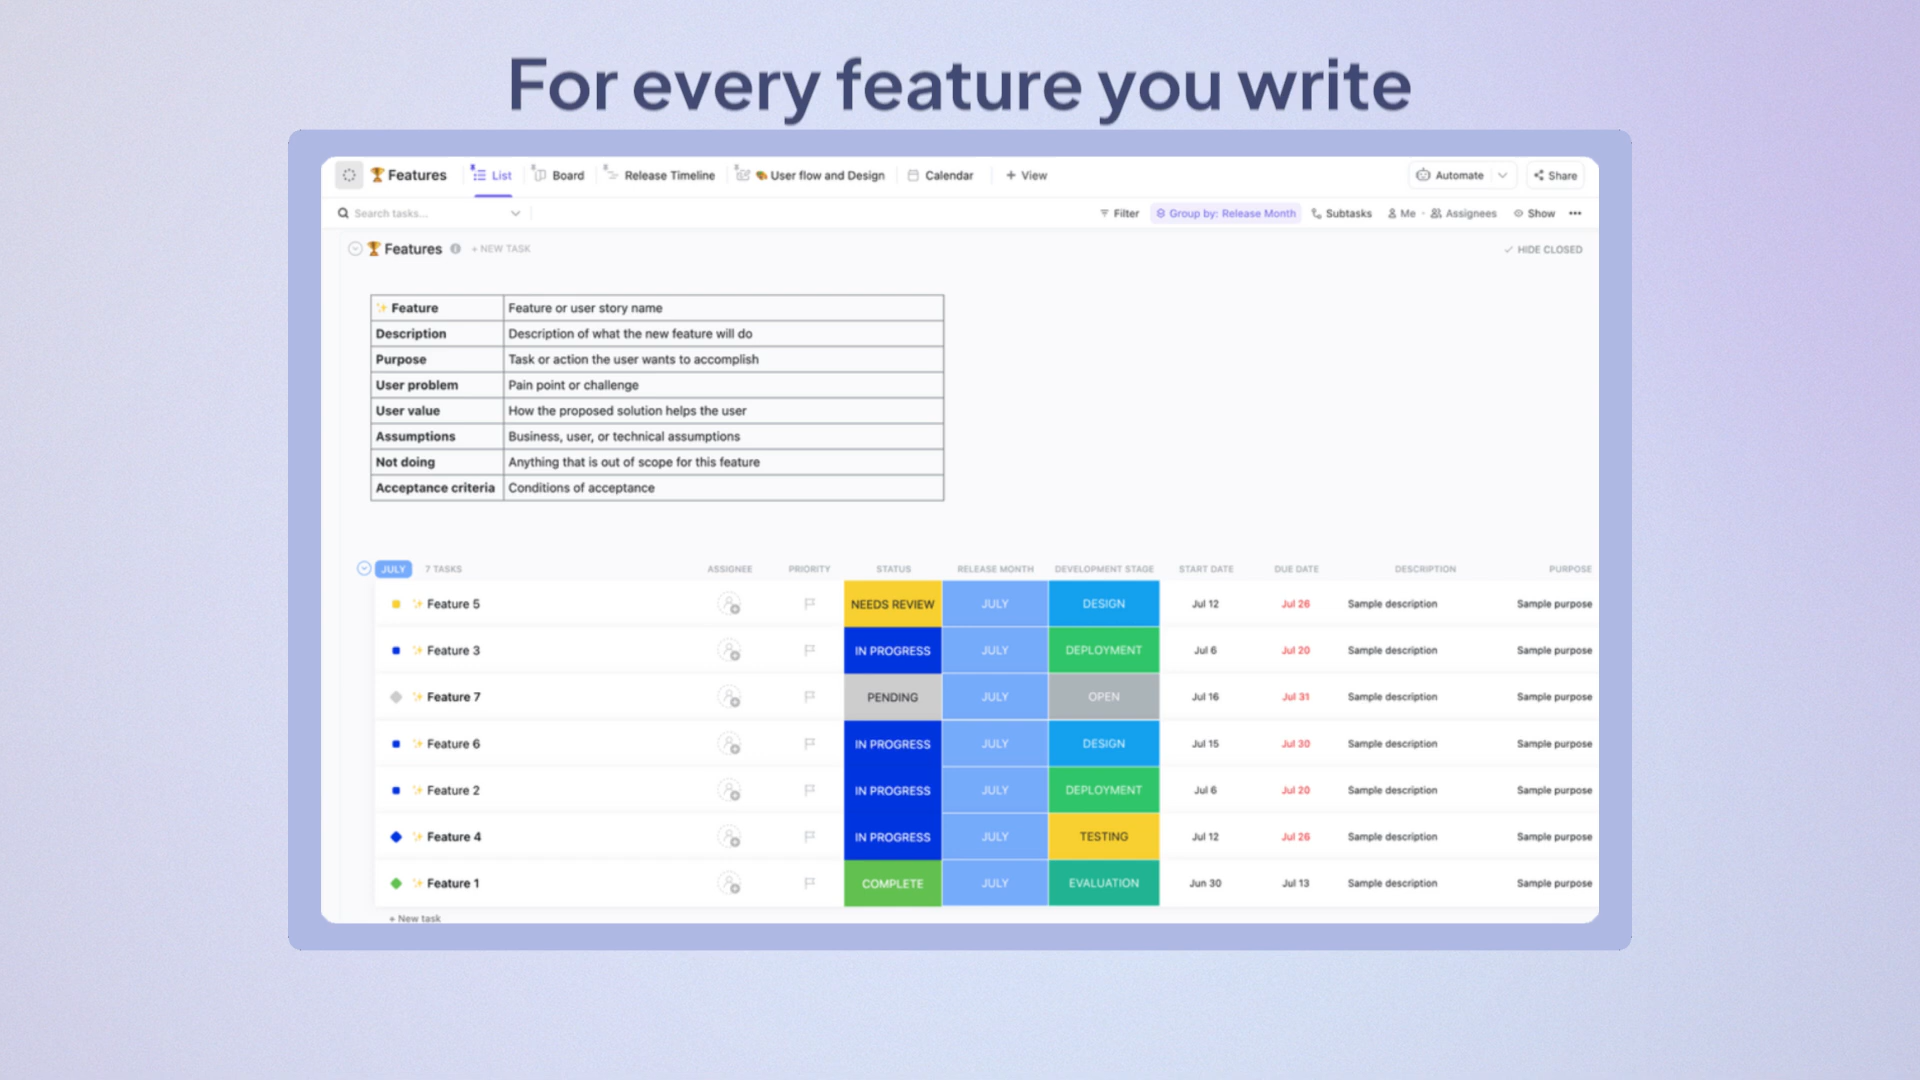 For every feature you write
Features List Board Release Timeline User flow and Design Calendar + View Automate Share
Search tasks... Filter Group by: Release Month Subtasks Me Assignees Show
Features + NEW TASK HIDE CLOSED
Feature Feature or user story name
Description Description of what the new feature will do
Purpose Task or action the user wants to accomplish
User problem Pain point or challenge
User value How the proposed solution helps the user
Assumptions Business, user, or technical assumptions
Not doing Anything that is out of scope for this feature
Acceptance criteria Conditions of acceptance
JULY 7 TASKS ASSIGNEE PRIORITY STATUS RELEASE MONTH DEVELOPMENT STAGE START DATE DUE DATE DESCRIPTION PURPOSE
Feature 5 NEEDS REVIEW JULY DESIGN Jul 12 Jul 26 Sample description Sample purpose
Feature 3 IN PROGRESS JULY DEPLOYMENT Jul 6 Jul 20 Sample description Sample purpose
Feature 7 PENDING JULY OPEN Jul 16 Jul 31 Sample description Sample purpose
Feature 6 IN PROGRESS JULY DESIGN Jul 15 Jul 30 Sample description Sample purpose
Feature 2 IN PROGRESS JULY DEPLOYMENT Jul 6 Jul 20 Sample description Sample purpose
Feature 4 IN PROGRESS JULY TESTING Jul 12 Jul 26 Sample description Sample purpose
Feature 1 COMPLETE JULY EVALUATION Jun 30 Jul 13 Sample description Sample purpose
+ New task